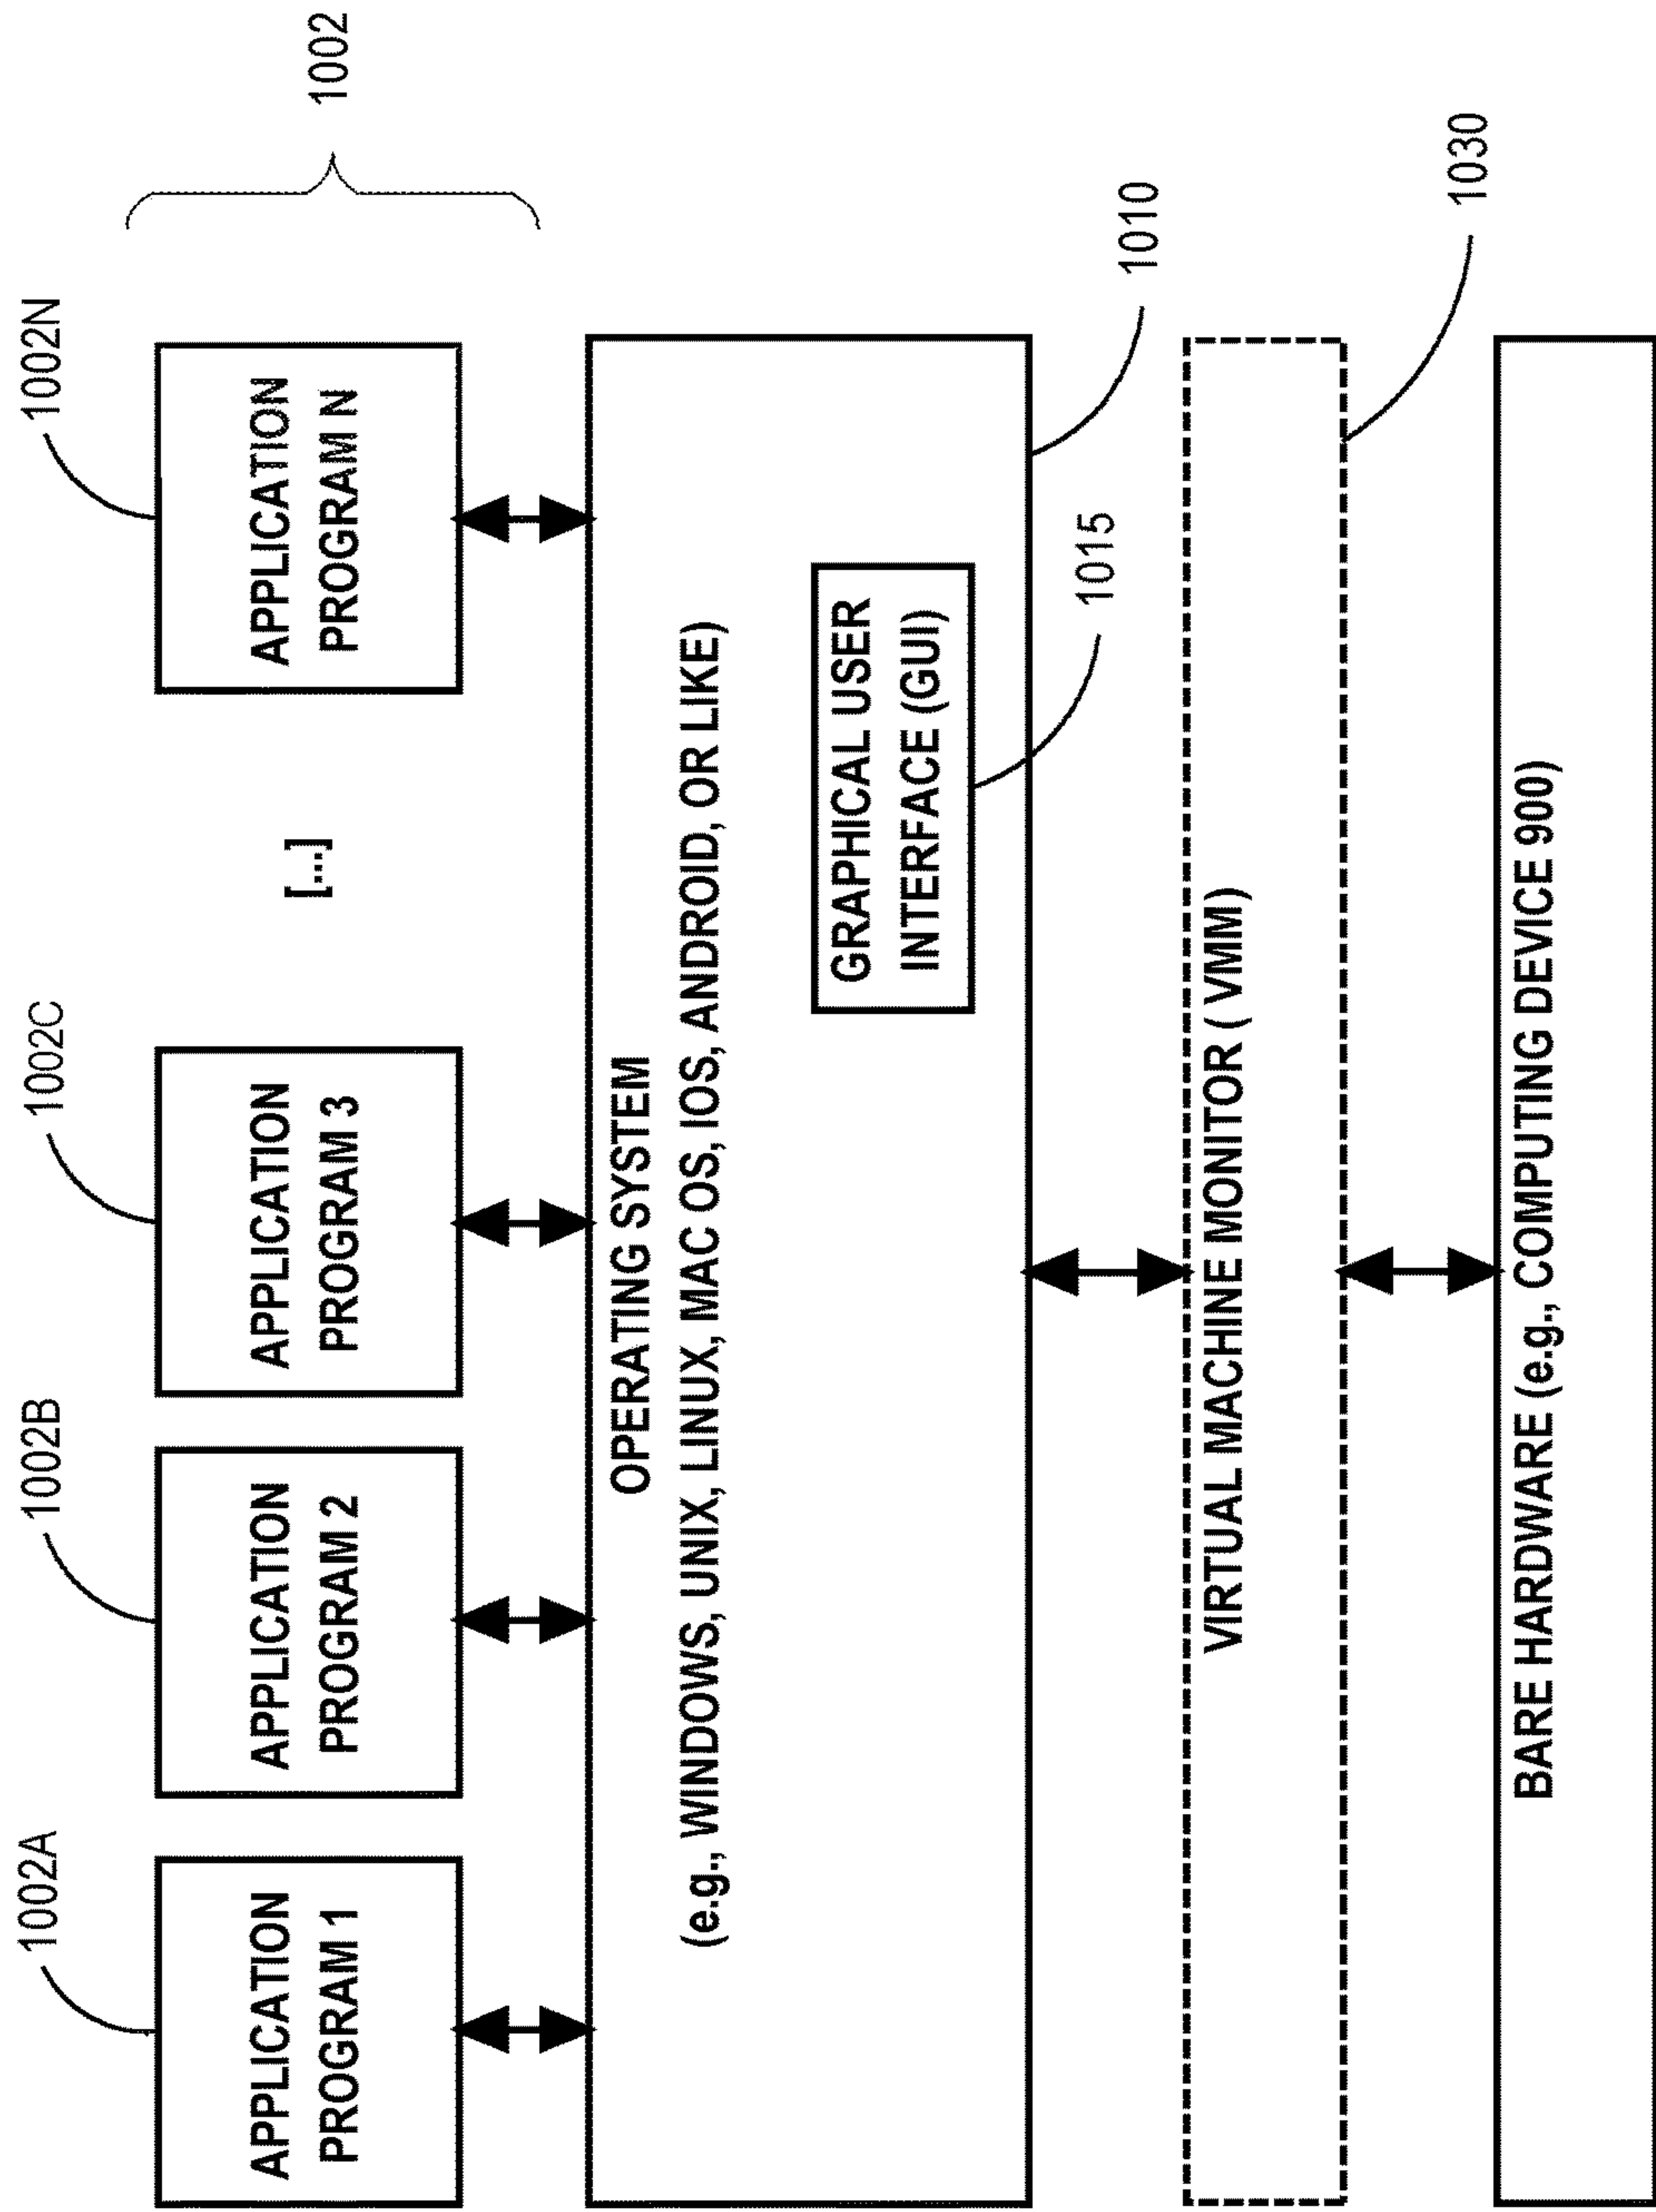 1002A
1002B
1002C
1002N
1002
APPLICATION
PROGRAM 1
APPLICATION
PROGRAM 2
APPLICATION
PROGRAM 3
[...]
APPLICATION
PROGRAM N
OPERATING SYSTEM
(e.g., WINDOWS, UNIX, LINUX, MAC OS, IOS, ANDROID, OR LIKE)
GRAPHICAL USER
INTERFACE (GUI)
1015
1010
VIRTUAL MACHINE MONITOR ( VMM)
1030
BARE HARDWARE (e.g., COMPUTING DEVICE 900)